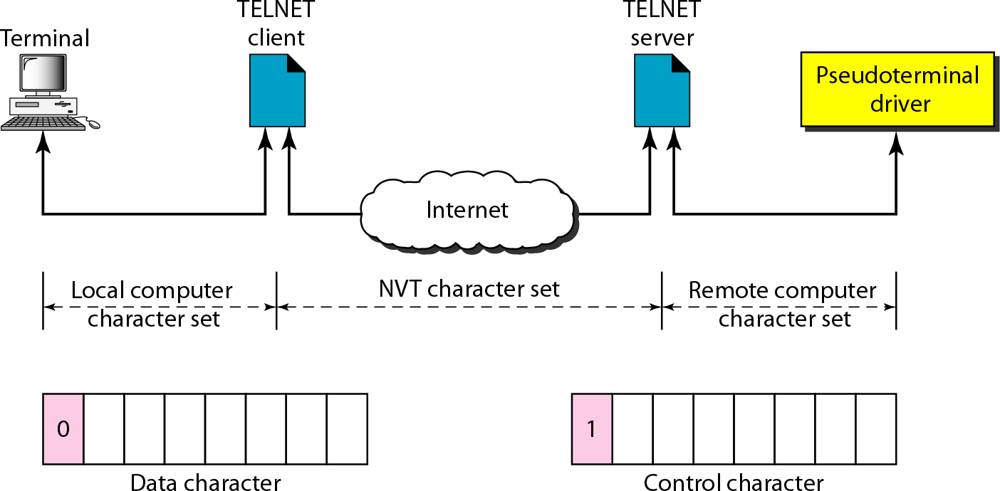 TELNET
client
TELNET
server
Terminal
Pseudoterminal
driver
Internet
Local computer
character set
NVT character set
Remote computer
character set
0
1
Data character
Control character